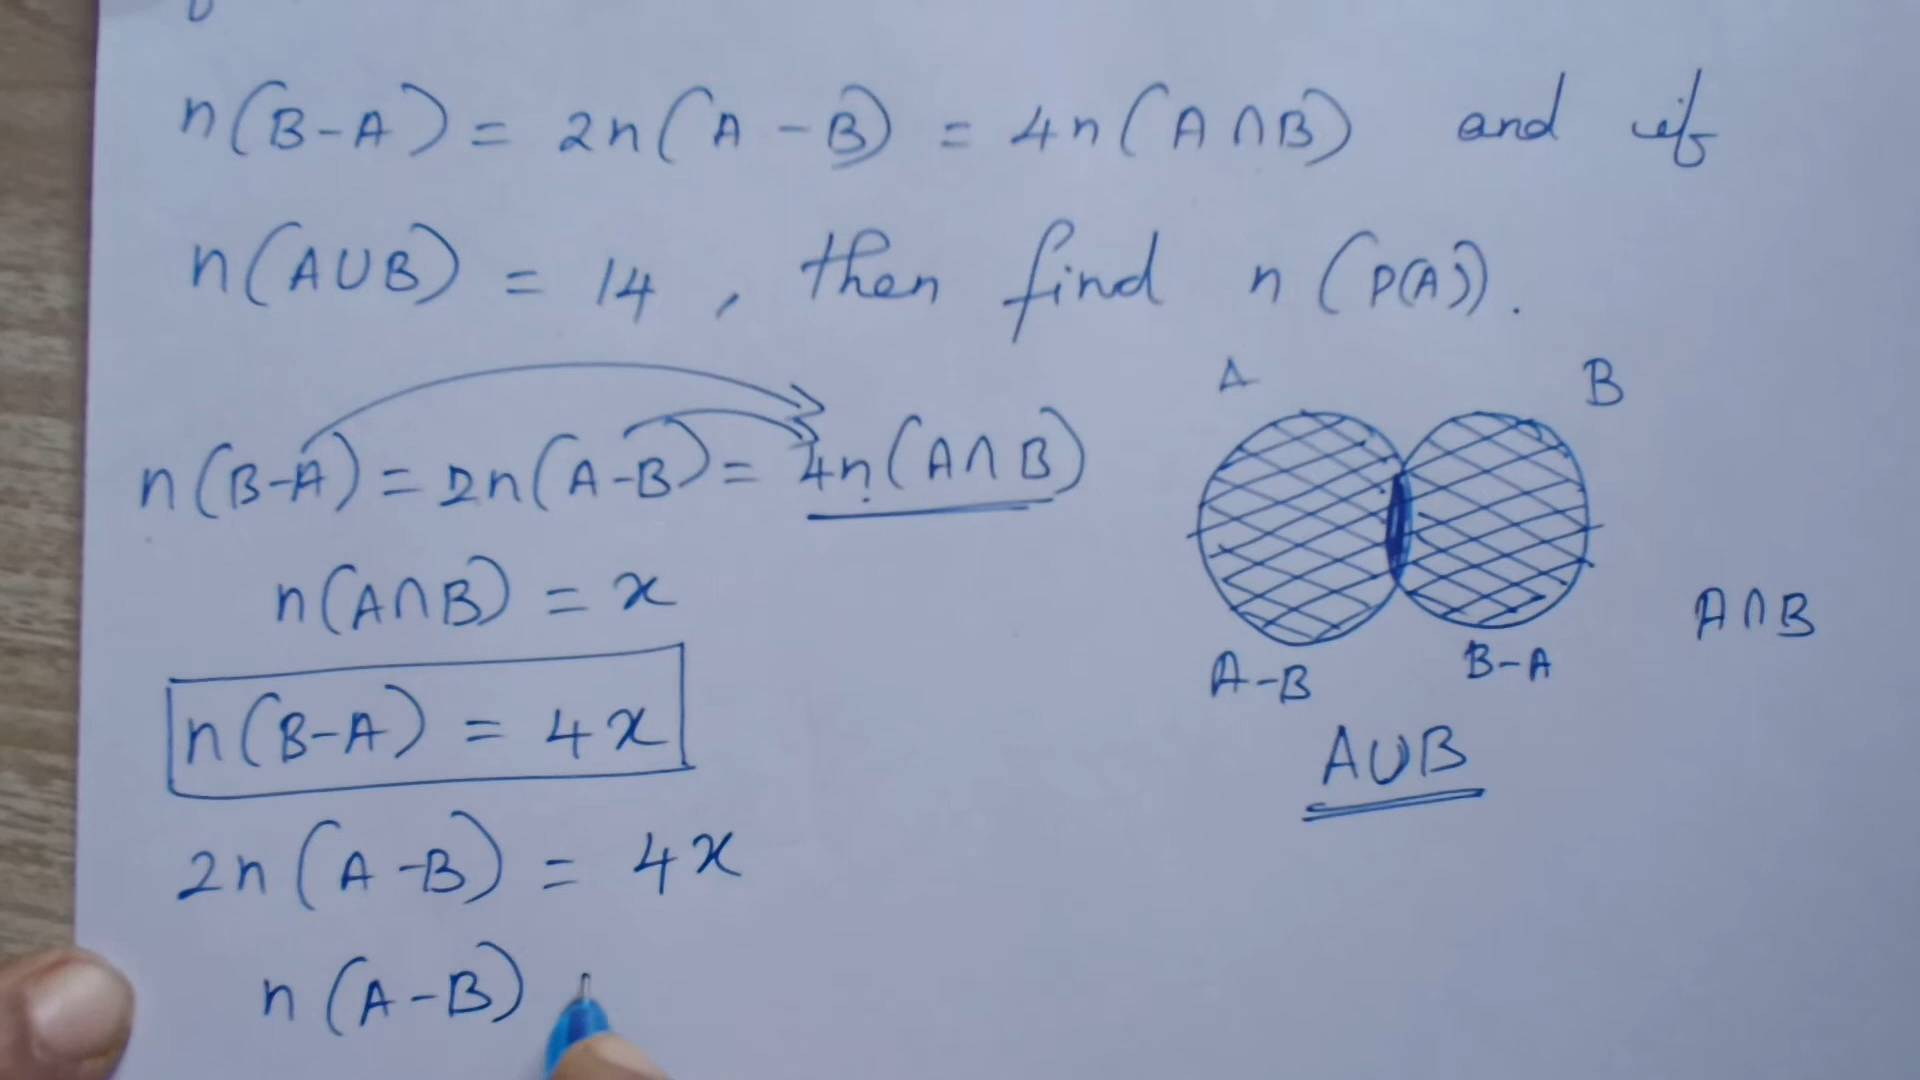 n(B-A) = 2n(A-B) = 4n(A∩B) and if
n(A∪B) = 14, then find n(P(A)).
A B
n(B-A) = 2n(A-B) = 4n(A∩B)
n(A∩B) = x
A∩B
A-B B-A
n(B-A) = 4x
A∪B
2n(A-B) = 4x
n(A-B)